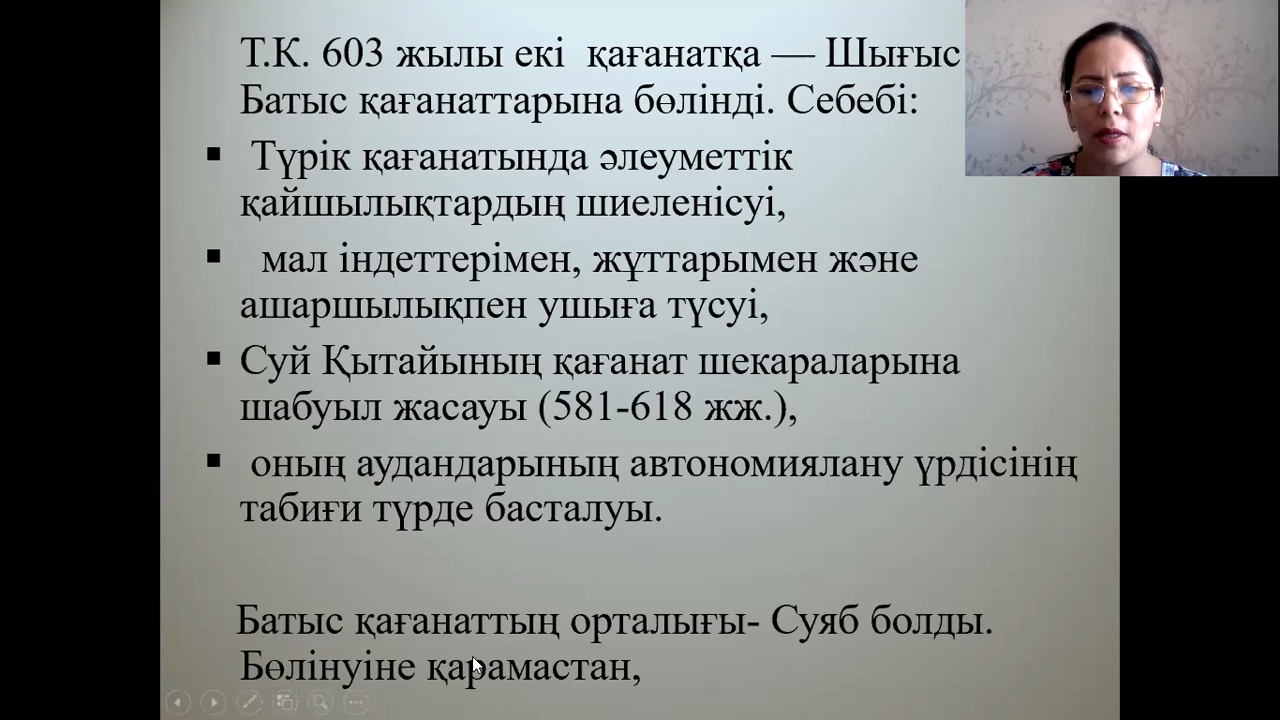 Т.К. 603 жылы екі қағанатқа — Шығыс
Батыс қағанаттарына бөлінді. Себебі:
▪ Түрік қағанатында әлеуметтік
қайшылықтардың шиеленісуі,
▪ мал індеттерімен, жұттарымен және
ашаршылықпен ушыға түсуі,
▪ Суй Қытайының қағанат шекараларына
шабуыл жасауы (581-618 жж.),
▪ оның аудандарының автономиялану үрдісінің
табиғи түрде басталуы.
Батыс қағанаттың орталығы- Суяб болды.
Бөлінуіне қарамастан,